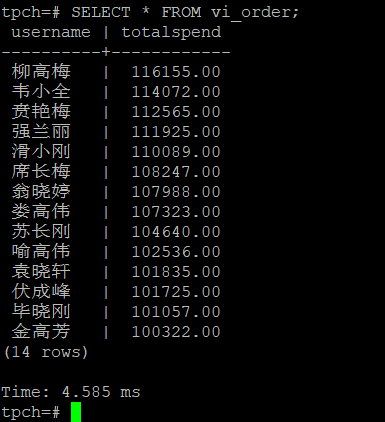 tpch=# SELECT * FROM vi_order;
username | totalspend
----------+------------
柳高梅 | 116155.00
韦小全 | 114072.00
贲艳梅 | 112565.00
强兰丽 | 111925.00
滑小刚 | 110089.00
席长梅 | 108247.00
翁晓婷 | 107988.00
娄高伟 | 107323.00
苏长刚 | 104640.00
喻高伟 | 102536.00
袁晓轩 | 101835.00
伏成峰 | 101725.00
毕晓刚 | 101057.00
金高芳 | 100322.00
(14 rows)
Time: 4.585 ms
tpch=#